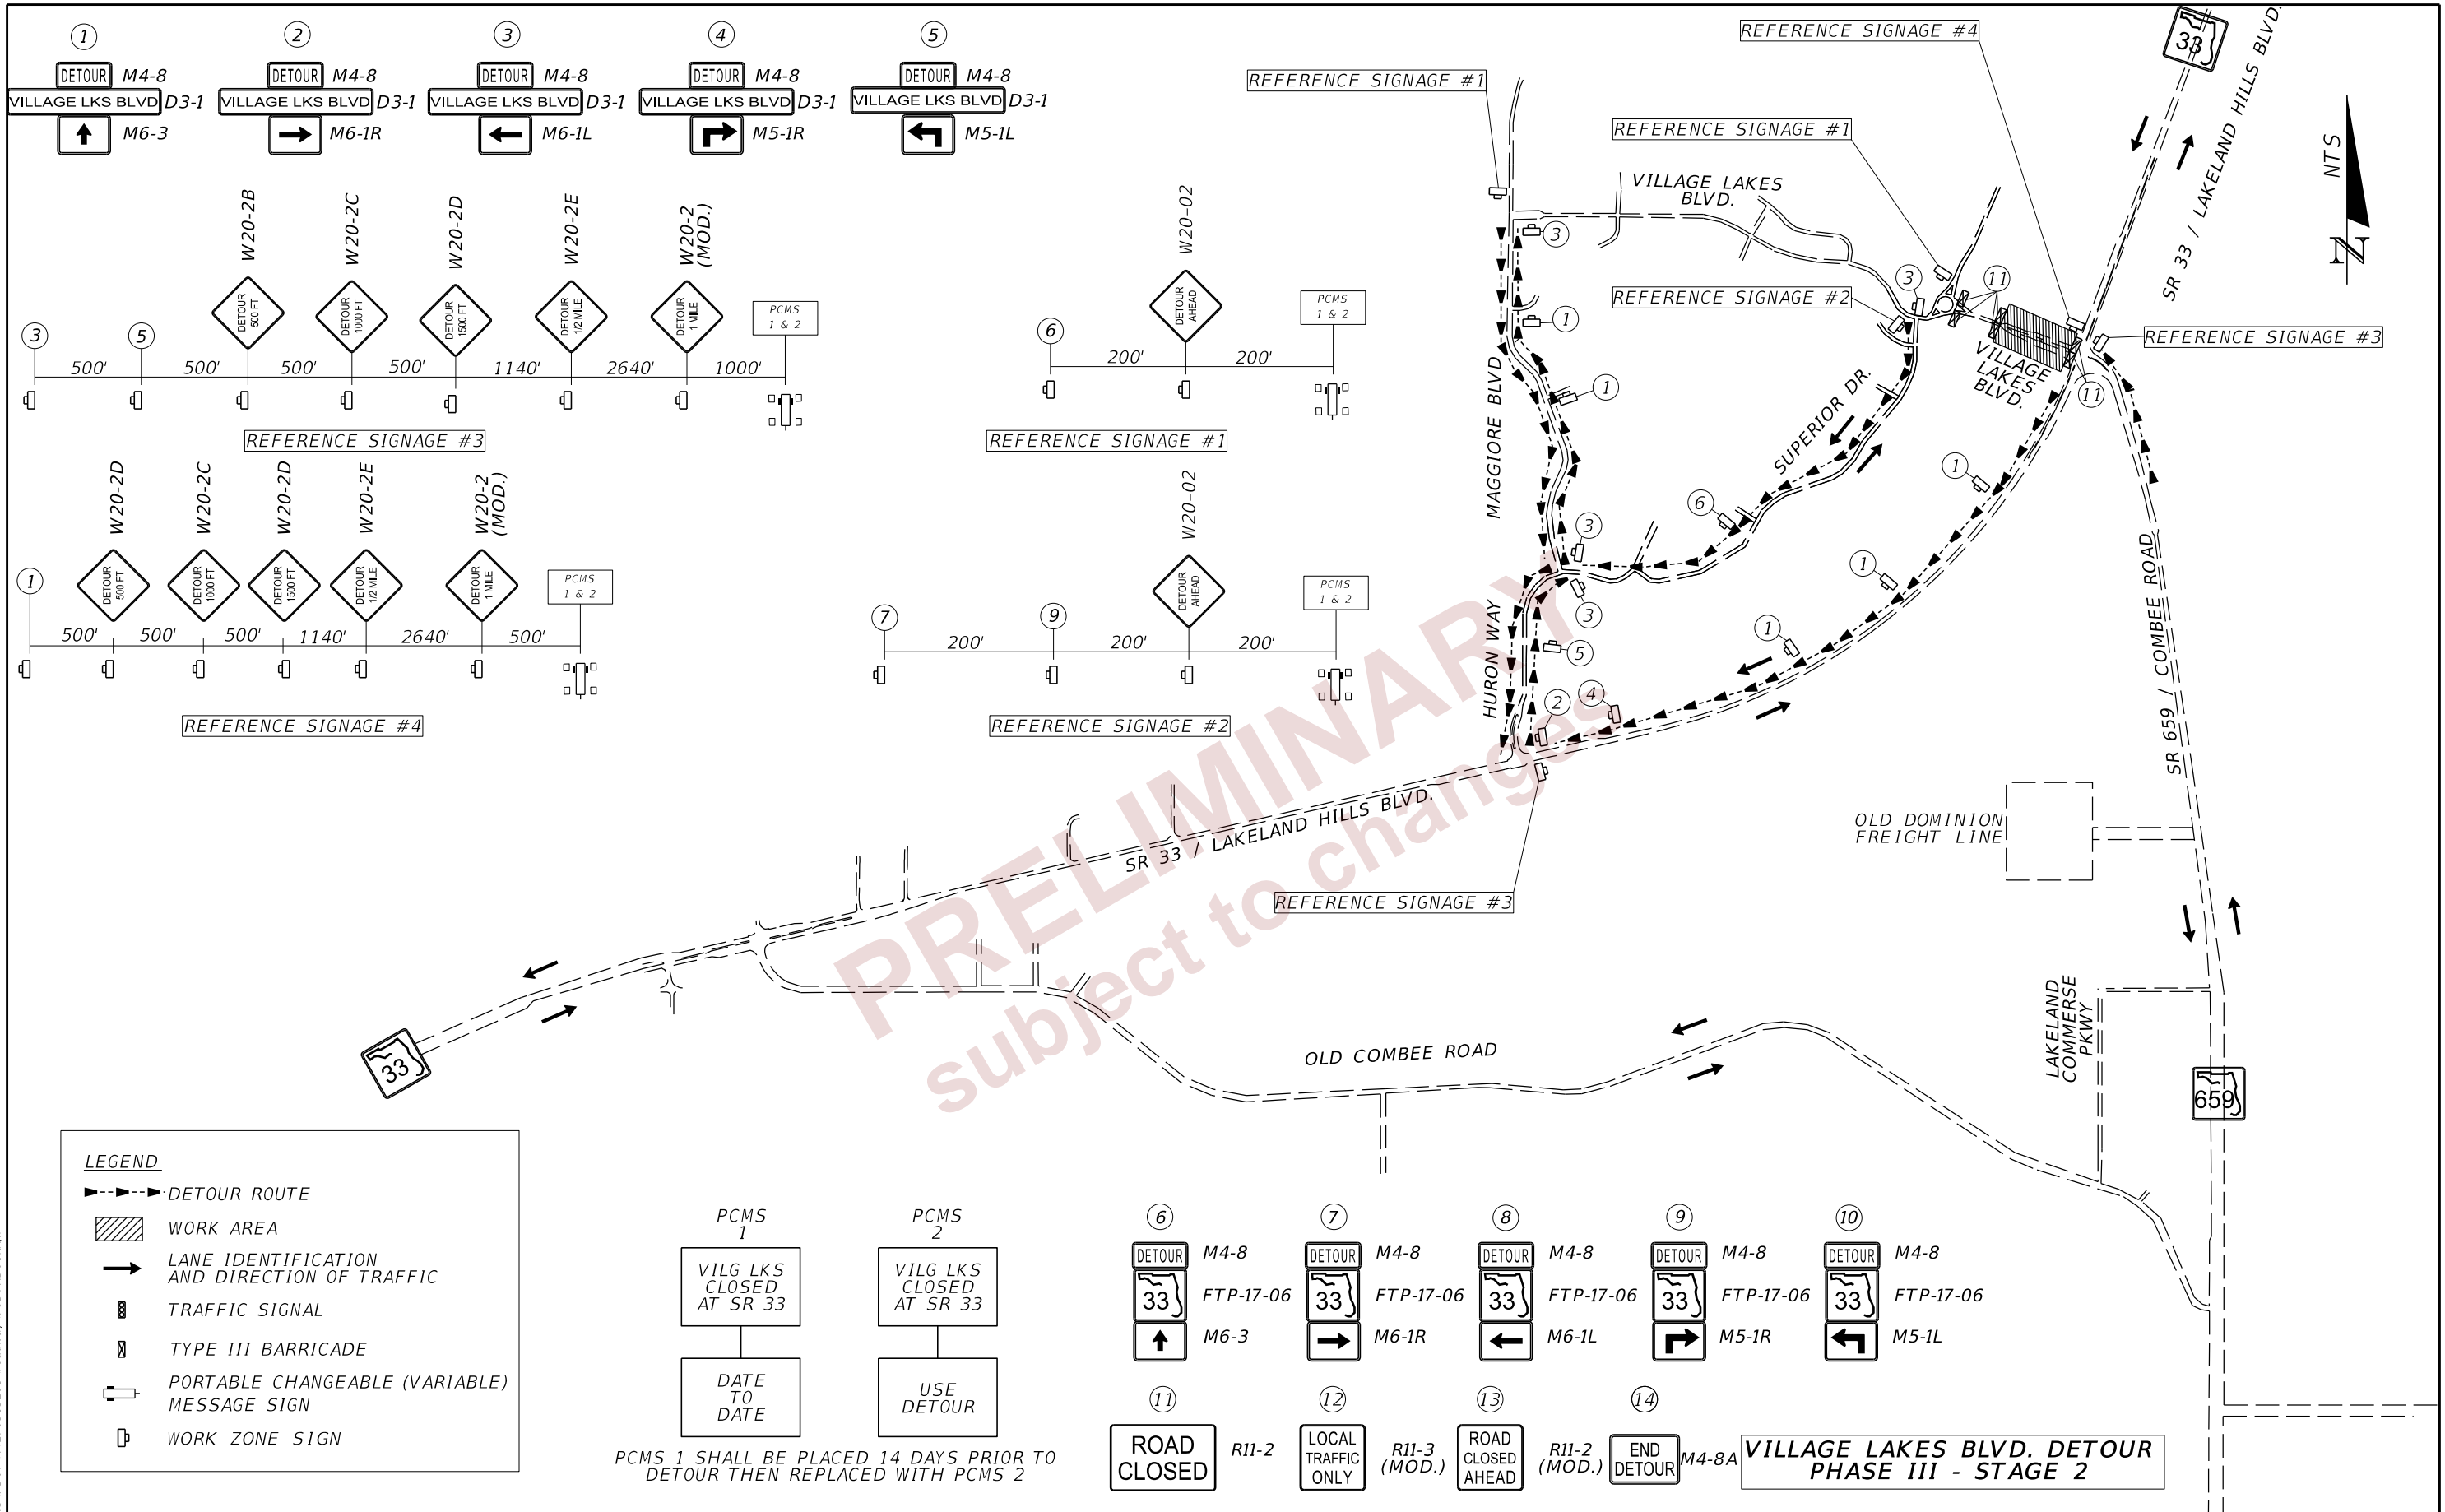 1
DETOUR M4-8
VILLAGE LKS BLVD D3-1
M6-3
2
DETOUR M4-8
VILLAGE LKS BLVD D3-1
M6-1R
3
DETOUR M4-8
VILLAGE LKS BLVD D3-1
M6-1L
4
DETOUR M4-8
VILLAGE LKS BLVD D3-1
M5-1R
5
DETOUR M4-8
VILLAGE LKS BLVD D3-1
M5-1L
W20-2B
W20-2C
W20-2D
W20-2E
W20-2
(MOD.)
3
5
DETOUR
500 FT
DETOUR
1000 FT
DETOUR
1500 FT
DETOUR
1/2 MILE
DETOUR
1 MILE
PCMS
1 & 2
500' 500' 500' 500' 1140' 2640' 1000'
REFERENCE SIGNAGE #3
W20-02
6
DETOUR
AHEAD
PCMS
1 & 2
200' 200'
REFERENCE SIGNAGE #1
W20-2D
W20-2C
W20-2D
W20-2E
W20-2
(MOD.)
1
DETOUR
500 FT
DETOUR
1000 FT
DETOUR
1500 FT
DETOUR
1/2 MILE
DETOUR
1 MILE
PCMS
1 & 2
500' 500' 500' 1140' 2640' 500'
REFERENCE SIGNAGE #4
W20-02
7
9
DETOUR
AHEAD
PCMS
1 & 2
200' 200' 200'
REFERENCE SIGNAGE #2
REFERENCE SIGNAGE #4
33
SR 33 / LAKELAND HILLS BLVD.
REFERENCE SIGNAGE #1
REFERENCE SIGNAGE #1
NTS
N
VILLAGE LAKES
BLVD.
3
3
11
REFERENCE SIGNAGE #2
REFERENCE SIGNAGE #3
1
VILLAGE
LAKES
BLVD.
11
1
MAGGIORE BLVD
SUPERIOR DR.
1
6
3
1
3
HURON WAY
5
1
4
2
SR 659 / COMBEE ROAD
PRELIMINARY
subject to changes
SR 33 / LAKELAND HILLS BLVD.
REFERENCE SIGNAGE #3
OLD DOMINION
FREIGHT LINE
33
OLD COMBEE ROAD
LAKELAND
COMMERSE
PKWY
659
LEGEND
DETOUR ROUTE
WORK AREA
LANE IDENTIFICATION
AND DIRECTION OF TRAFFIC
TRAFFIC SIGNAL
TYPE III BARRICADE
PORTABLE CHANGEABLE (VARIABLE)
MESSAGE SIGN
WORK ZONE SIGN
PCMS
1
VILG LKS
CLOSED
AT SR 33
DATE
TO
DATE
PCMS
2
VILG LKS
CLOSED
AT SR 33
USE
DETOUR
PCMS 1 SHALL BE PLACED 14 DAYS PRIOR TO
DETOUR THEN REPLACED WITH PCMS 2
6
DETOUR M4-8
33 FTP-17-06
M6-3
7
DETOUR M4-8
33 FTP-17-06
M6-1R
8
DETOUR M4-8
33 FTP-17-06
M6-1L
9
DETOUR M4-8
33 FTP-17-06
M5-1R
10
DETOUR M4-8
33 FTP-17-06
M5-1L
11
ROAD
CLOSED
R11-2
12
LOCAL
TRAFFIC
ONLY
R11-3
(MOD.)
13
ROAD
CLOSED
AHEAD
R11-2
(MOD.)
14
END
DETOUR
M4-8A
VILLAGE LAKES BLVD. DETOUR
PHASE III - STAGE 2